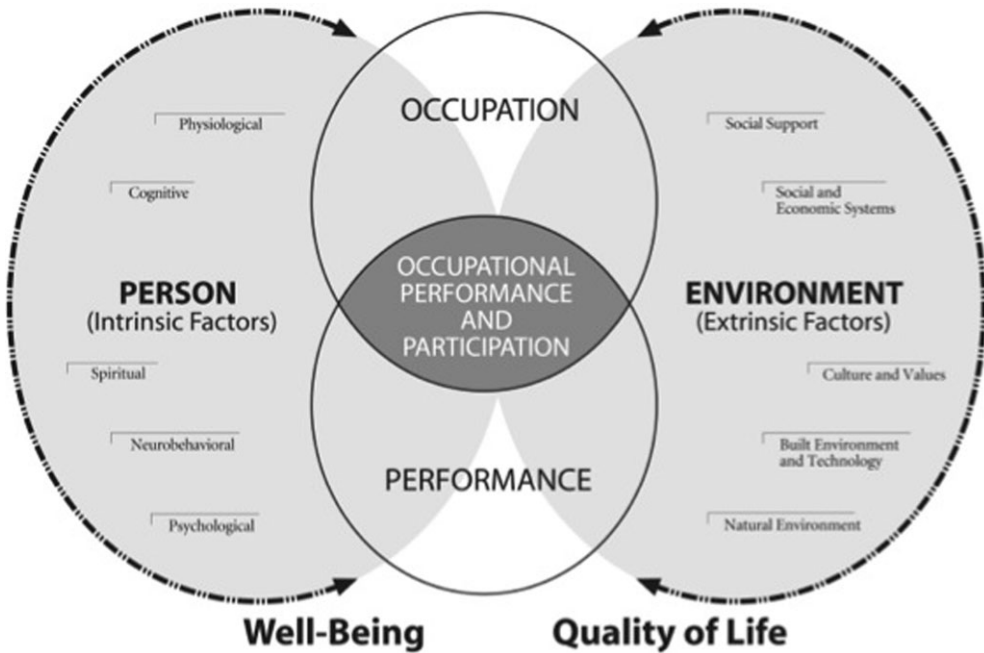 OCCUPATION
Physiological
Cognitive
PERSON
(Intrinsic Factors)
Spiritual
Neurobehavioral
Psychological
OCCUPATIONAL
PERFORMANCE
AND
PARTICIPATION
PERFORMANCE
Social Support
Social and
Economic Systems
ENVIRONMENT
(Extrinsic Factors)
Culture and Values
Built Environment
and Technology
Natural Environment
Well-Being
Quality of Life